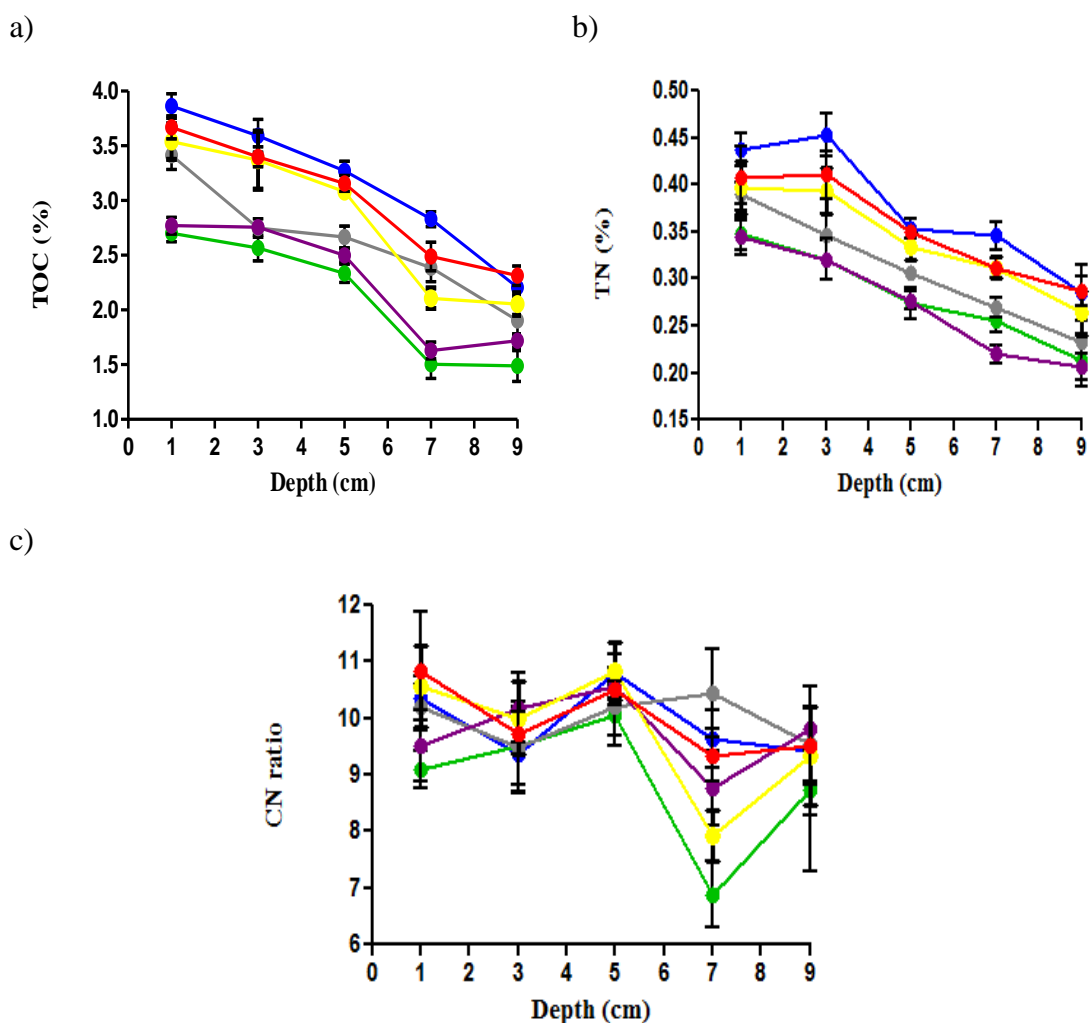 a)
b)
TOC (%)
4.0
3.5
3.0
2.5
2.0
1.5
1.0
0 1 2 3 4 5 6 7 8 9
Depth (cm)
TN (%)
0.50
0.45
0.40
0.35
0.30
0.25
0.20
0.15
0 1 2 3 4 5 6 7 8 9
Depth (cm)
c)
CN ratio
12
11
10
9
8
7
6
0 1 2 3 4 5 6 7 8 9
Depth (cm)